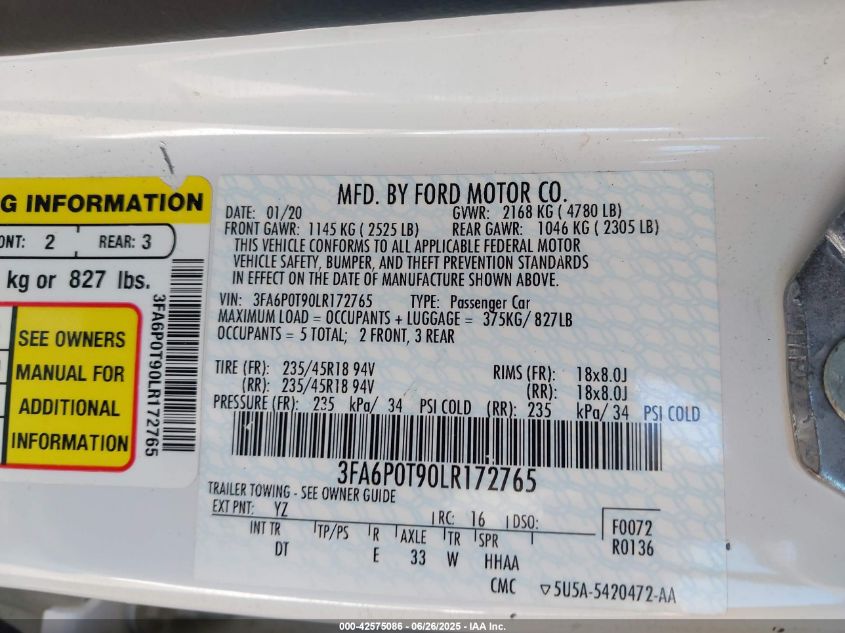 G INFORMATION
ONT: 2 REAR: 3
kg or 827 lbs.
SEE OWNERS
MANUAL FOR
ADDITIONAL
INFORMATION
3FA6P0T90LR172765
MFD. BY FORD MOTOR CO.
DATE: 01/20 GVWR: 2168 KG ( 4780 LB)
FRONT GAWR: 1145 KG ( 2525 LB) REAR GAWR: 1046 KG ( 2305 LB)
THIS VEHICLE CONFORMS TO ALL APPLICABLE FEDERAL MOTOR
VEHICLE SAFETY, BUMPER, AND THEFT PREVENTION STANDARDS
IN EFFECT ON THE DATE OF MANUFACTURE SHOWN ABOVE.
VIN: 3FA6P0T90LR172765 TYPE: Passenger Car
MAXIMUM LOAD = OCCUPANTS + LUGGAGE = 375KG/ 827LB
OCCUPANTS = 5 TOTAL; 2 FRONT, 3 REAR
TIRE (FR): 235/45R18 94V RIMS (FR): 18x8.0J
(RR): 235/45R18 94V (RR): 18x8.0J
PRESSURE (FR): 235 kPa/ 34 PSI COLD (RR): 235 kPa/ 34 PSI COLD
3FA6P0T90LR172765
TRAILER TOWING - SEE OWNER GUIDE
EXT PNT: YZ RC: 16 DSO: F0072
INT TR TP/PS R AXLE TR SPR R0136
DT E 33 W HHAA
CMC 5U5A-5420472-AA
000-42575086 - 06/26/2025 - IAA Inc.